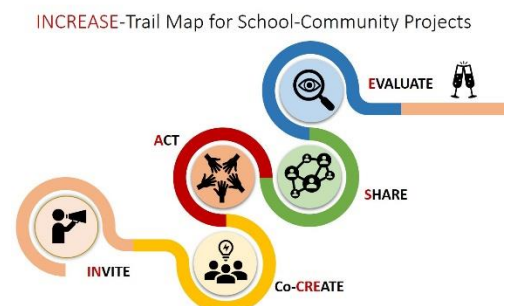 INCREASE-Trail Map for School-Community Projects
EVALUATE
ACT
SHARE
INVITE
Co-CREATE